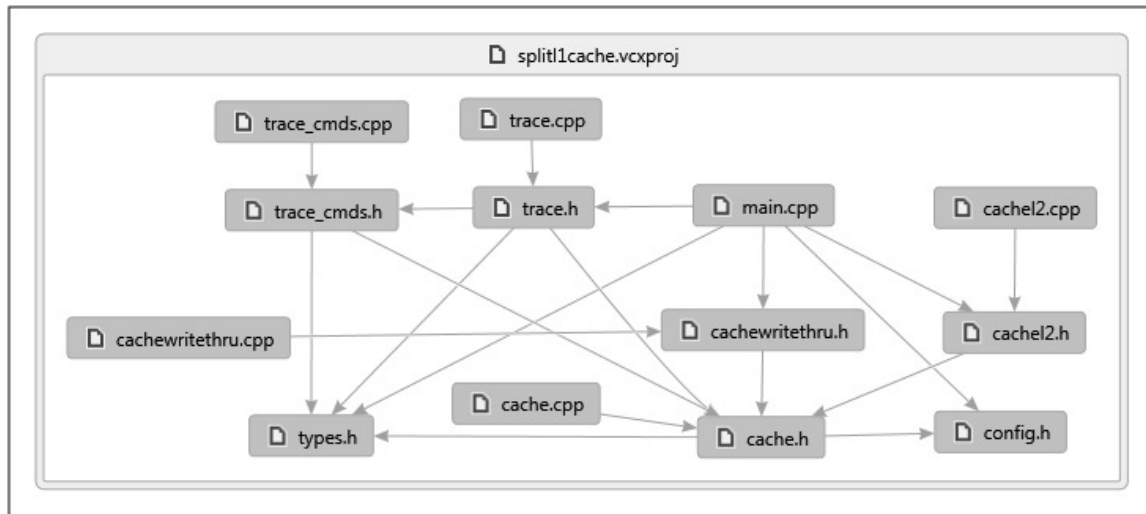 splitl1cache.vcxproj
trace_cmds.cpp
trace.cpp
trace_cmds.h
trace.h
main.cpp
cachel2.cpp
cachewritethru.cpp
cachewritethru.h
cachel2.h
cache.cpp
types.h
cache.h
config.h